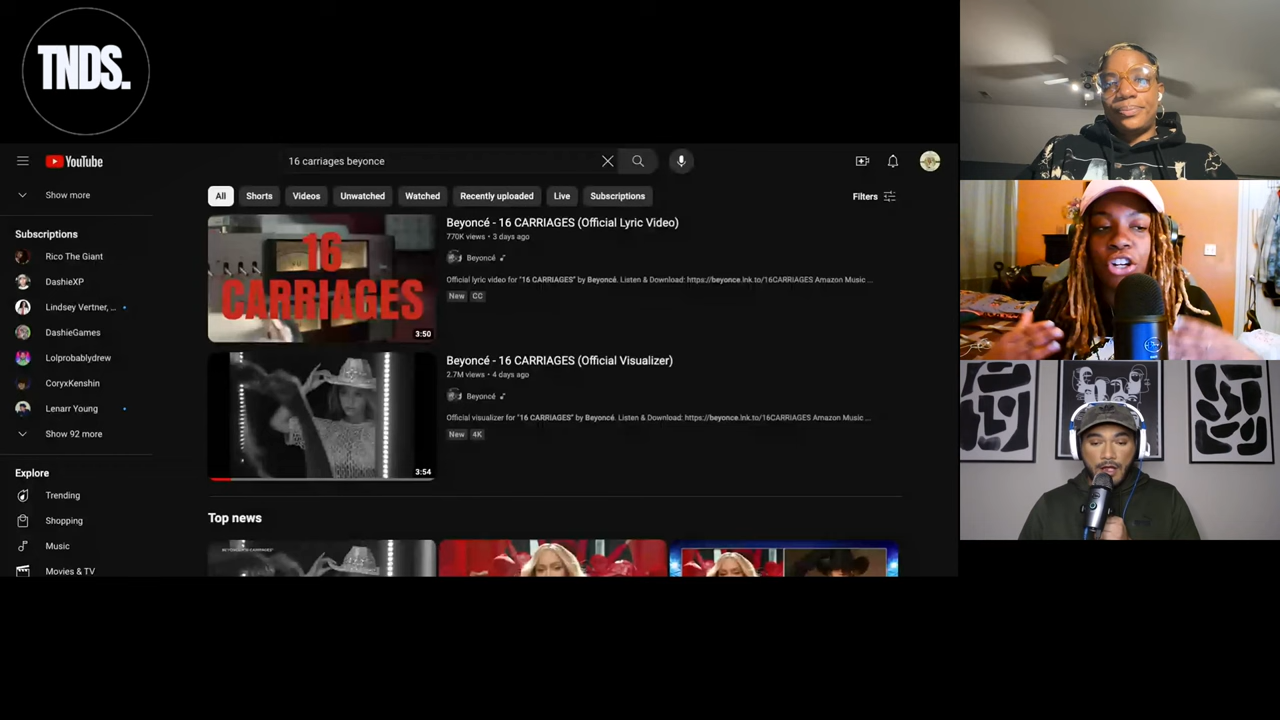 TNDS.
YouTube
16 carriages beyonce
Show more
All
Shorts
Videos
Unwatched
Watched
Recently uploaded
Live
Subscriptions
Filters
Subscriptions
Rico The Giant
DashieXP
Lindsey Vertner, ...
DashieGames
Lolprobablydrew
CoryxKenshin
Lenarr Young
Show 92 more
Explore
Trending
Shopping
Music
Movies & TV
16
CARRIAGES
3:50
Beyoncé - 16 CARRIAGES (Official Lyric Video)
770K views • 3 days ago
Beyoncé
Official lyric video for "16 CARRIAGES" by Beyoncé. Listen & Download: https://beyonce.lnk.to/16CARRIAGES Amazon Music ...
New
CC
3:54
Beyoncé - 16 CARRIAGES (Official Visualizer)
2.7M views • 4 days ago
Beyoncé
Official visualizer for "16 CARRIAGES" by Beyoncé. Listen & Download: https://beyonce.lnk.to/16CARRIAGES Amazon Music ...
New
4K
Top news